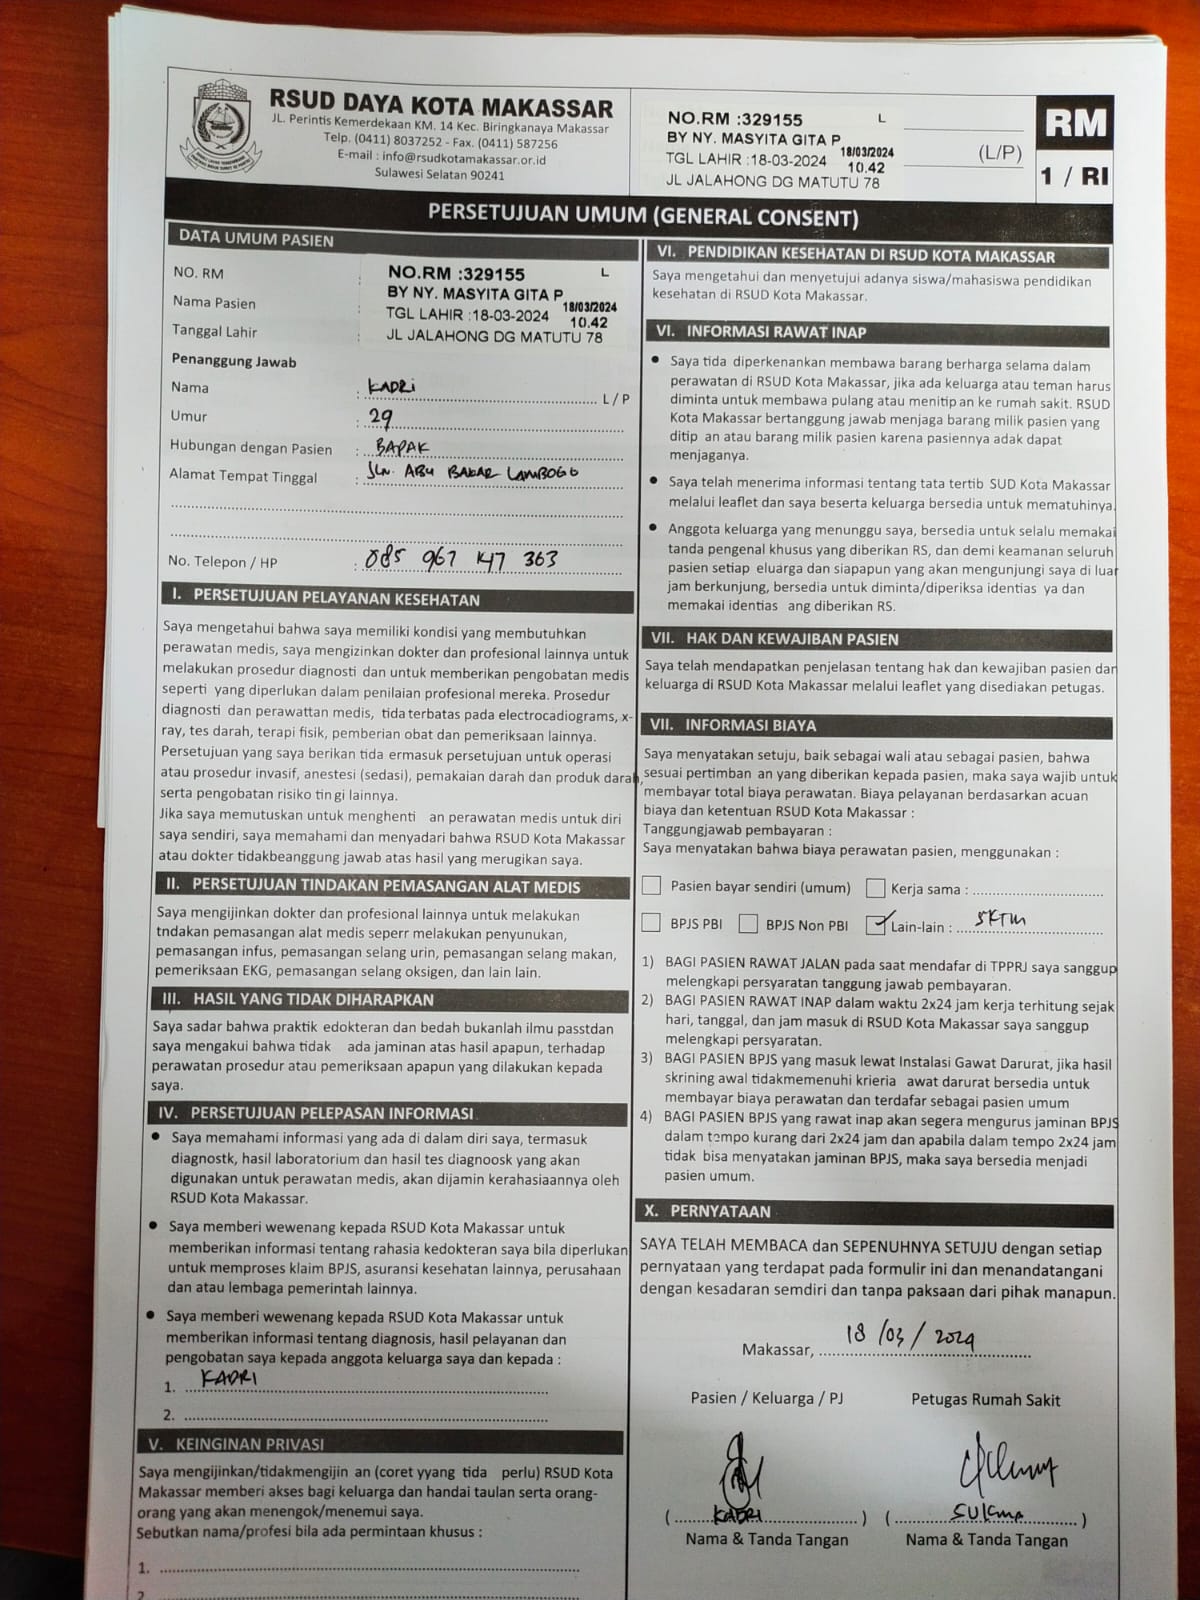 RSUD DAYA KOTA MAKASSAR
JL. Perintis Kemerdekaan KM. 14 Kec. Biringkanaya Makassar
Telp. (0411) 8037252 - Fax. (0411) 587256
E-mail : info@rsudkotamakassar.or.id
Sulawesi Selatan 90241
NO.RM :329155 L
BY NY. MASYITA GITA P
TGL LAHIR :18-03-2024 18/03/2024 10.42
JL JALAHONG DG MATUTU 78
(L/P)
RM
1 / RI
PERSETUJUAN UMUM (GENERAL CONSENT)
DATA UMUM PASIEN
NO. RM :
Nama Pasien :
Tanggal Lahir :
NO.RM :329155 L
BY NY. MASYITA GITA P
TGL LAHIR :18-03-2024 18/03/2024 10.42
JL JALAHONG DG MATUTU 78
Penanggung Jawab
Nama : KADRI L / P
Umur : 29
Hubungan dengan Pasien : BAPAK
Alamat Tempat Tinggal : JLN. ABU BAKAR LAMBOGO
No. Telepon / HP : 085 967 147 363
I. PERSETUJUAN PELAYANAN KESEHATAN
Saya mengetahui bahwa saya memiliki kondisi yang membutuhkan
perawatan medis, saya mengizinkan dokter dan profesional lainnya untuk
melakukan prosedur diagnosti dan untuk memberikan pengobatan medis
seperti yang diperlukan dalam penilaian profesional mereka. Prosedur
diagnosti dan perawattan medis, tida terbatas pada electrocadiograms, x-
ray, tes darah, terapi fisik, pemberian obat dan pemeriksaan lainnya.
Persetujuan yang saya berikan tida ermasuk persetujuan untuk operasi
atau prosedur invasif, anestesi (sedasi), pemakaian darah dan produk darah,
serta pengobatan risiko tin gi lainnya.
Jika saya memutuskan untuk menghenti an perawatan medis untuk diri
saya sendiri, saya memahami dan menyadari bahwa RSUD Kota Makassar
atau dokter tidakbeanggung jawab atas hasil yang merugikan saya.
II. PERSETUJUAN TINDAKAN PEMASANGAN ALAT MEDIS
Saya mengijinkan dokter dan profesional lainnya untuk melakukan
tndakan pemasangan alat medis seperr melakukan penyunukan,
pemasangan infus, pemasangan selang urin, pemasangan selang makan,
pemeriksaan EKG, pemasangan selang oksigen, dan lain lain.
III. HASIL YANG TIDAK DIHARAPKAN
Saya sadar bahwa praktik edokteran dan bedah bukanlah ilmu passtdan
saya mengakui bahwa tidak ada jaminan atas hasil apapun, terhadap
perawatan prosedur atau pemeriksaan apapun yang dilakukan kepada
saya.
IV. PERSETUJUAN PELEPASAN INFORMASI
• Saya memahami informasi yang ada di dalam diri saya, termasuk
diagnostk, hasil laboratorium dan hasil tes diagnoosk yang akan
digunakan untuk perawatan medis, akan dijamin kerahasiaannya oleh
RSUD Kota Makassar.
• Saya memberi wewenang kepada RSUD Kota Makassar untuk
memberikan informasi tentang rahasia kedokteran saya bila diperlukan
untuk memproses klaim BPJS, asuransi kesehatan lainnya, perusahaan
dan atau lembaga pemerintah lainnya.
• Saya memberi wewenang kepada RSUD Kota Makassar untuk
memberikan informasi tentang diagnosis, hasil pelayanan dan
pengobatan saya kepada anggota keluarga saya dan kepada :
1. KADRI
2.
V. KEINGINAN PRIVASI
Saya mengijinkan/tidakmengijin an (coret yyang tida perlu) RSUD Kota
Makassar memberi akses bagi keluarga dan handai taulan serta orang-
orang yang akan menengok/menemui saya.
Sebutkan nama/profesi bila ada permintaan khusus :
1.
2
VI. PENDIDIKAN KESEHATAN DI RSUD KOTA MAKASSAR
Saya mengetahui dan menyetujui adanya siswa/mahasiswa pendidikan
kesehatan di RSUD Kota Makassar.
VI. INFORMASI RAWAT INAP
• Saya tida diperkenankan membawa barang berharga selama dalam
perawatan di RSUD Kota Makassar, jika ada keluarga atau teman harus
diminta untuk membawa pulang atau menitip an ke rumah sakit. RSUD
Kota Makassar bertanggung jawab menjaga barang milik pasien yang
ditip an atau barang milik pasien karena pasiennya adak dapat
menjaganya.
• Saya telah menerima informasi tentang tata tertib SUD Kota Makassar
melalui leaflet dan saya beserta keluarga bersedia untuk mematuhinya.
• Anggota keluarga yang menunggu saya, bersedia untuk selalu memakai
tanda pengenal khusus yang diberikan RS, dan demi keamanan seluruh
pasien setiap eluarga dan siapapun yang akan mengunjungi saya di luar
jam berkunjung, bersedia untuk diminta/diperiksa identias ya dan
memakai identias ang diberikan RS.
VII. HAK DAN KEWAJIBAN PASIEN
Saya telah mendapatkan penjelasan tentang hak dan kewajiban pasien dan
keluarga di RSUD Kota Makassar melalui leaflet yang disediakan petugas.
VII. INFORMASI BIAYA
Saya menyatakan setuju, baik sebagai wali atau sebagai pasien, bahwa
sesuai pertimban an yang diberikan kepada pasien, maka saya wajib untuk
membayar total biaya perawatan. Biaya pelayanan berdasarkan acuan
biaya dan ketentuan RSUD Kota Makassar :
Tanggungjawab pembayaran :
Saya menyatakan bahwa biaya perawatan pasien, menggunakan :
Pasien bayar sendiri (umum) Kerja sama :
BPJS PBI BPJS Non PBI Lain-lain : SKTM
1) BAGI PASIEN RAWAT JALAN pada saat mendafar di TPPRJ saya sanggup
melengkapi persyaratan tanggung jawab pembayaran.
2) BAGI PASIEN RAWAT INAP dalam waktu 2x24 jam kerja terhitung sejak
hari, tanggal, dan jam masuk di RSUD Kota Makassar saya sanggup
melengkapi persyaratan.
3) BAGI PASIEN BPJS yang masuk lewat Instalasi Gawat Darurat, jika hasil
skrining awal tidakmemenuhi krieria awat darurat bersedia untuk
membayar biaya perawatan dan terdafar sebagai pasien umum
4) BAGI PASIEN BPJS yang rawat inap akan segera mengurus jaminan BPJS
dalam tempo kurang dari 2x24 jam dan apabila dalam tempo 2x24 jam
tidak bisa menyatakan jaminan BPJS, maka saya bersedia menjadi
pasien umum.
X. PERNYATAAN
SAYA TELAH MEMBACA dan SEPENUHNYA SETUJU dengan setiap
pernyataan yang terdapat pada formulir ini dan menandatangani
dengan kesadaran semdiri dan tanpa paksaan dari pihak manapun.
Makassar, 18 /03/ 2024
Pasien / Keluarga / PJ Petugas Rumah Sakit
( KADRI ) ( SUKMA )
Nama & Tanda Tangan Nama & Tanda Tangan